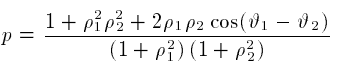 p = \frac{1 + \rho_1^2 \rho_2^2 + 2\rho_1 \rho_2 \cos(\vartheta_1 - \vartheta_2)}{(1 + \rho_1^2)(1 + \rho_2^2)}